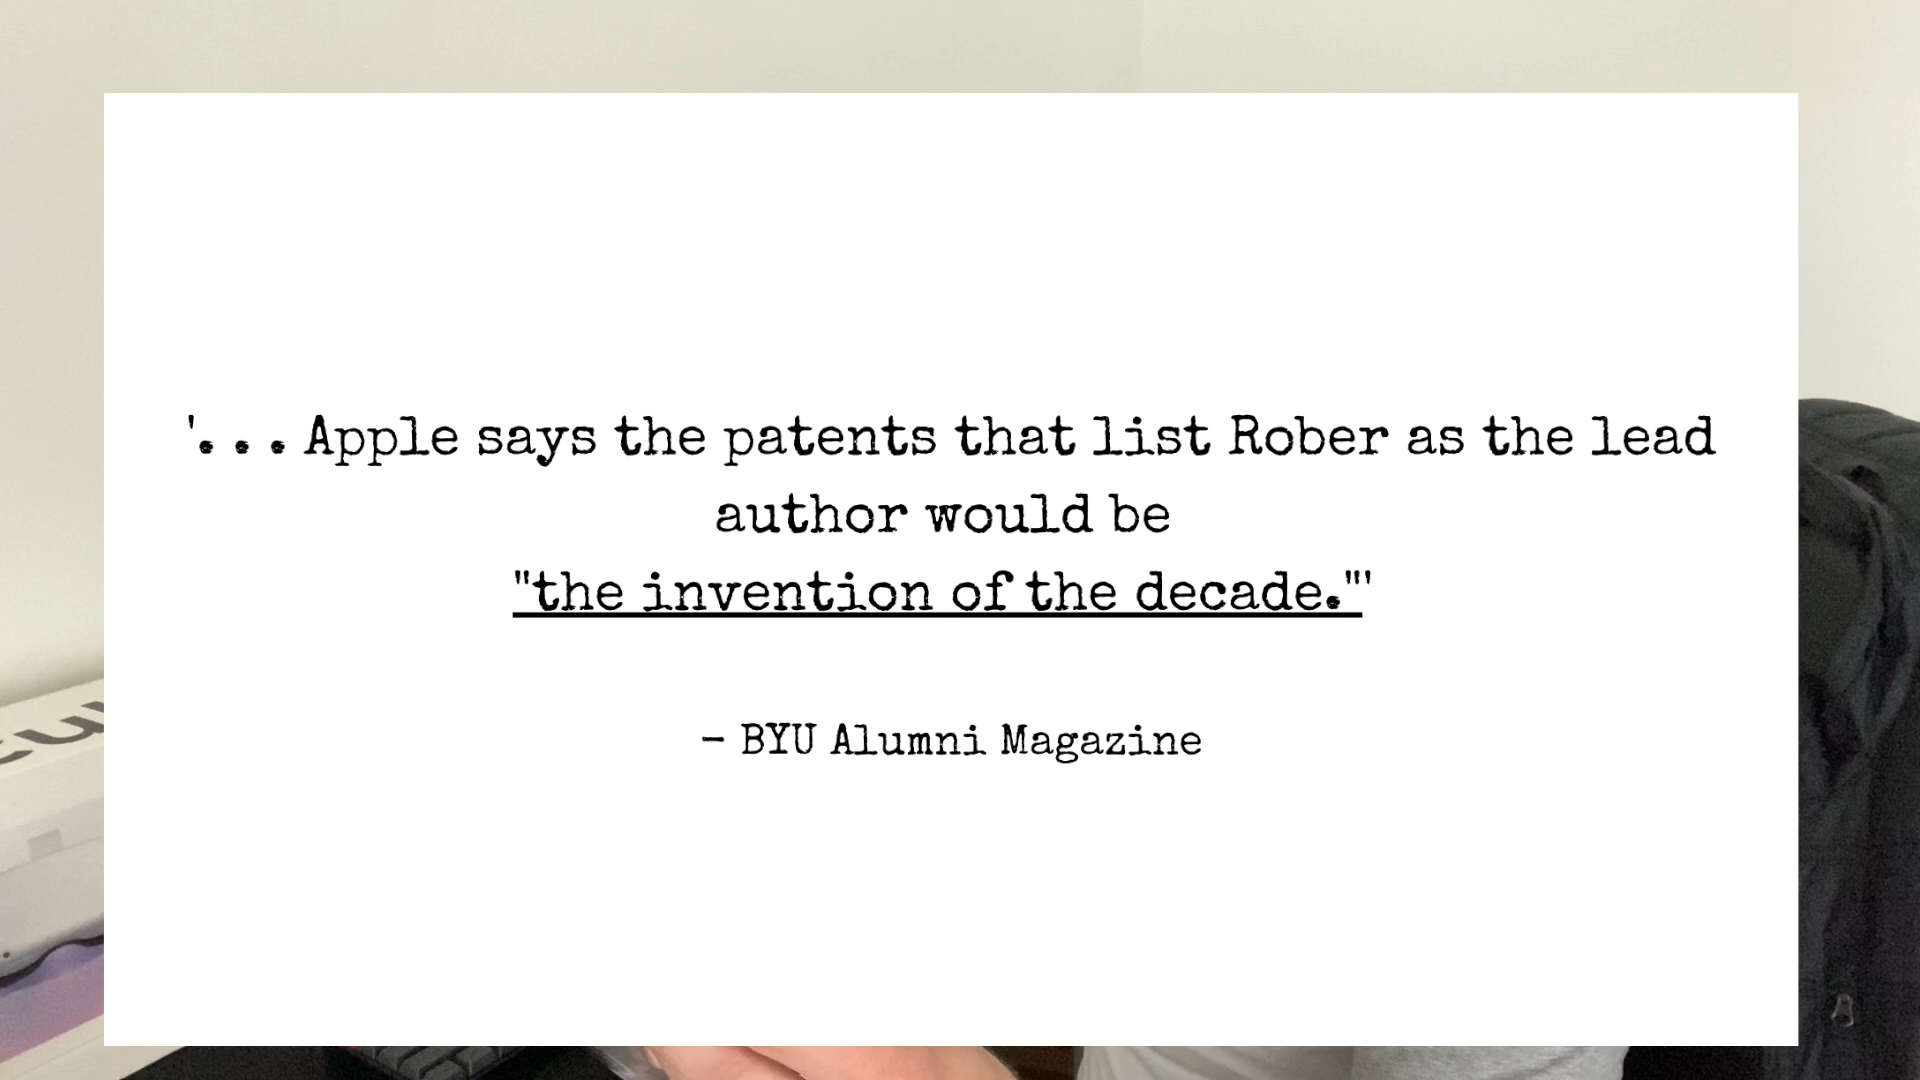 '. . . Apple says the patents that list Rober as the lead
author would be
"the invention of the decade."'
– BYU Alumni Magazine